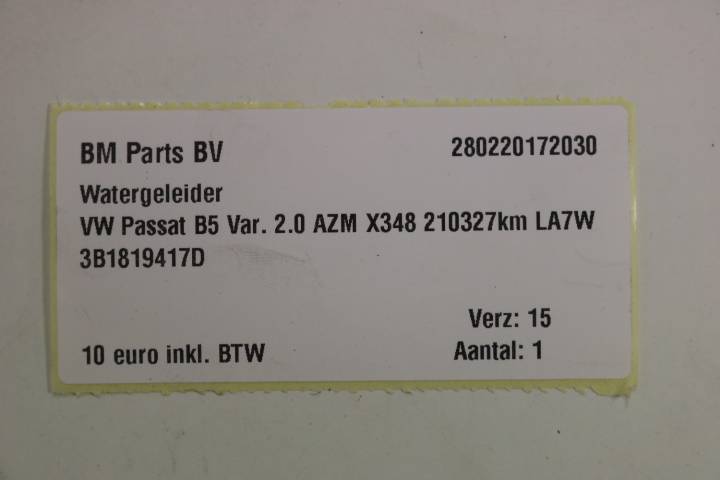 BM Parts BV 280220172030
Watergeleider
VW Passat B5 Var. 2.0 AZM X348 210327km LA7W
3B1819417D
Verz: 15
10 euro inkl. BTW Aantal: 1